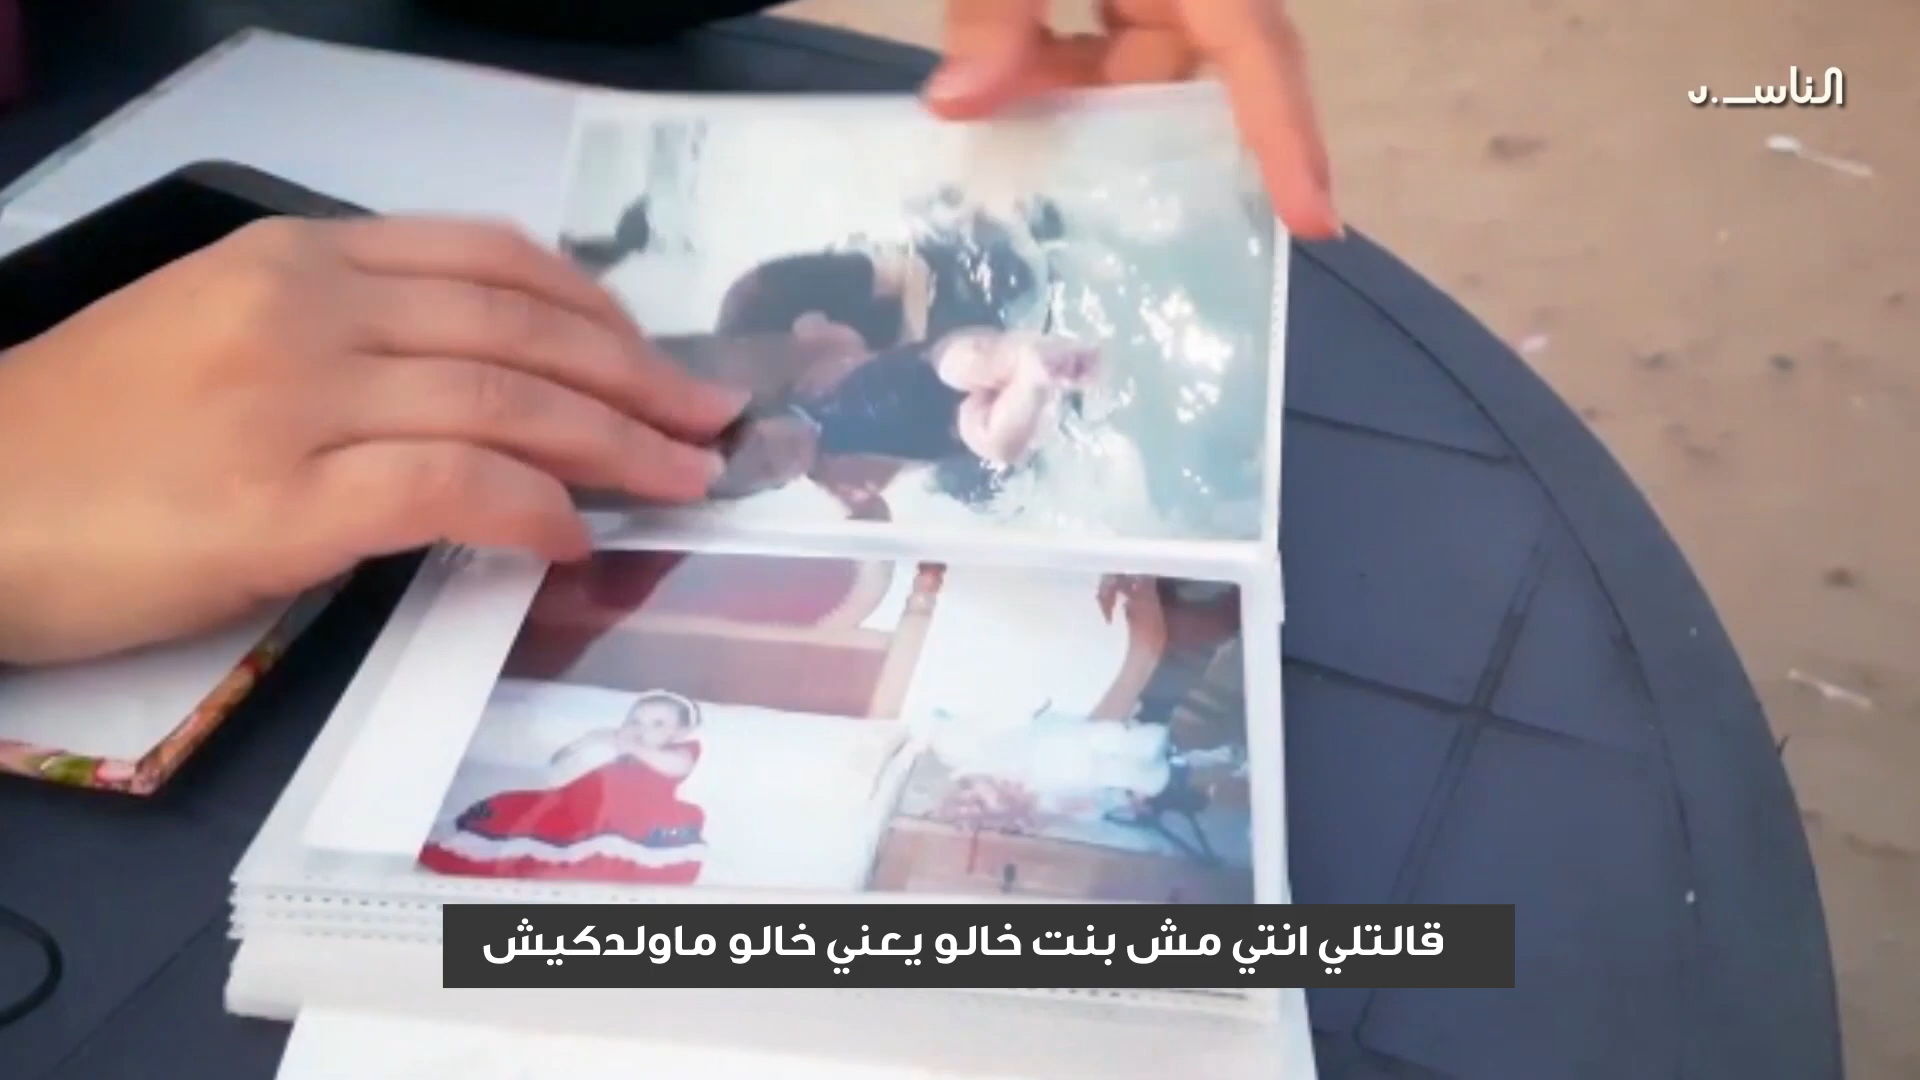 الناس.ن
قالتلي انتي مش بنت خالو يعني خالو ماولدكيش